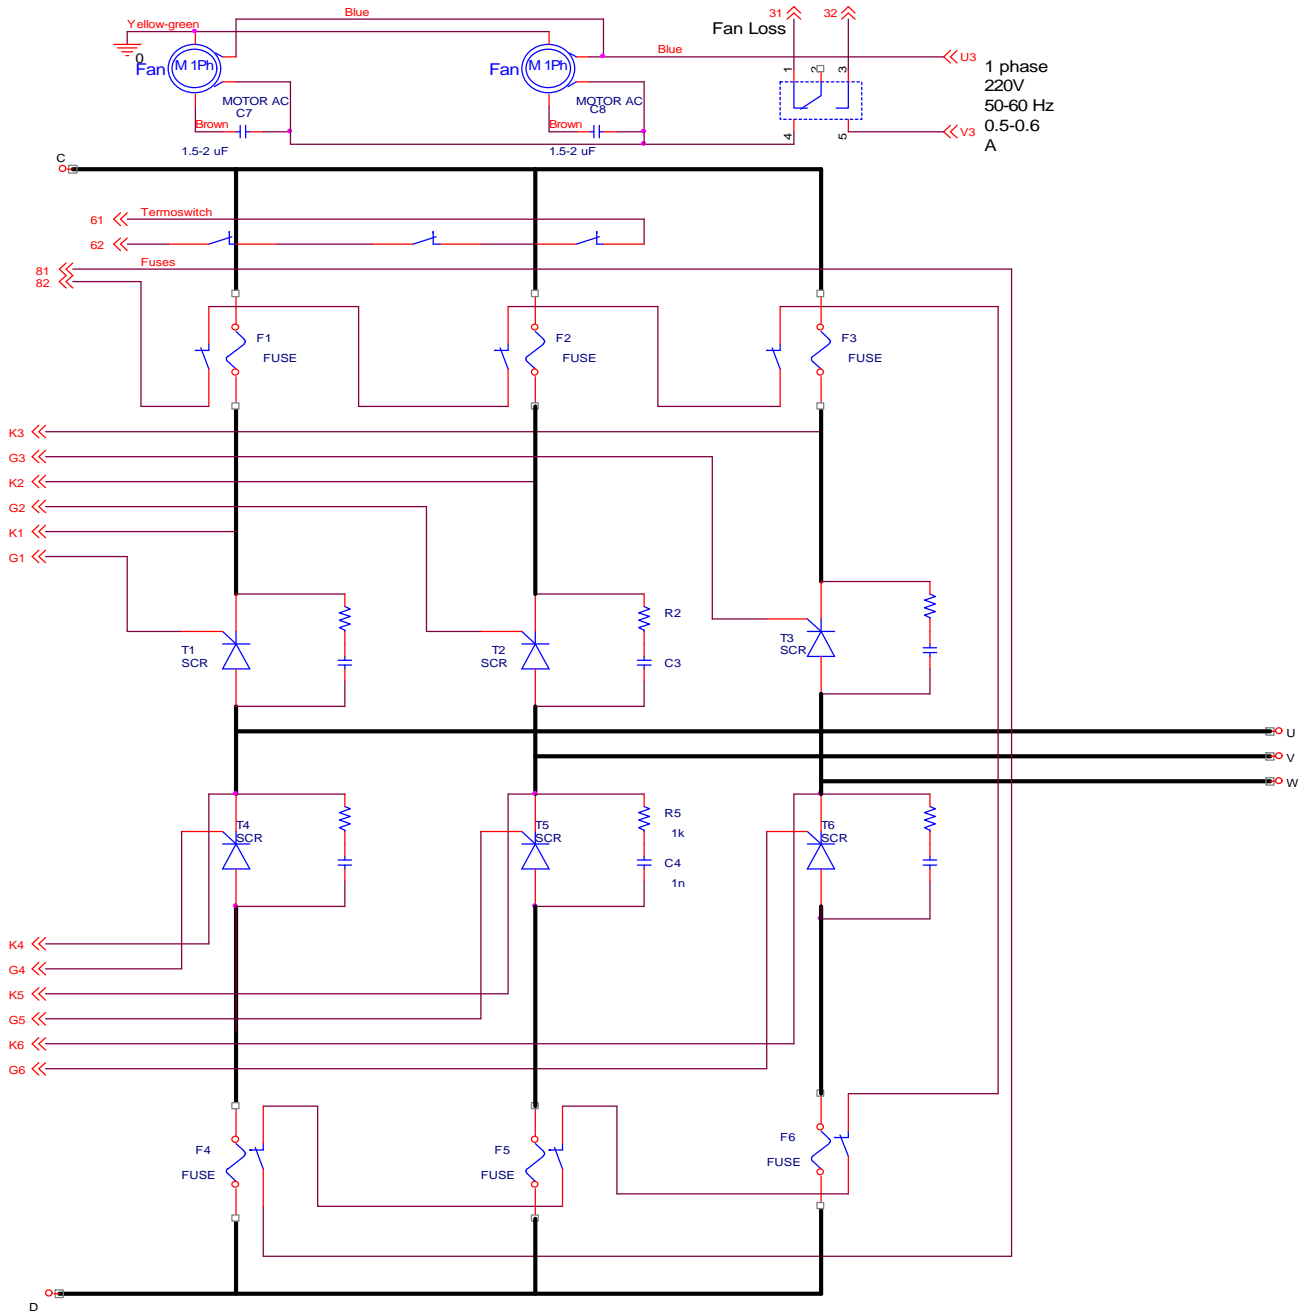 Blue
31
32
Yellow-green
Fan Loss
Blue
U3
0
Fan
M 1Ph
Fan
M 1Ph
1
2
3
1 phase
220V
50-60 Hz
0.5-0.6
A
MOTOR AC
C7
MOTOR AC
C8
Brown
Brown
4
5
V3
1.5-2 uF
1.5-2 uF
C
61
Termoswitch
62
81
Fuses
82
F1
FUSE
F2
FUSE
F3
FUSE
K3
G3
K2
G2
K1
G1
R2
T1
SCR
T2
SCR
C3
T3
SCR
U
V
W
T4
SCR
T5
SCR
R5
1k
T6
SCR
C4
1n
K4
G4
K5
G5
K6
G6
F4
FUSE
F5
FUSE
F6
FUSE
D